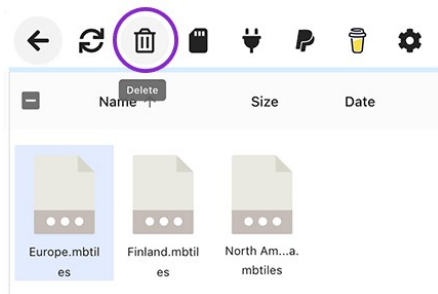 Delete
Name ↑
Size
Date
Europe.mbtil
es
Finland.mbtil
es
North Am...a.
mbtiles